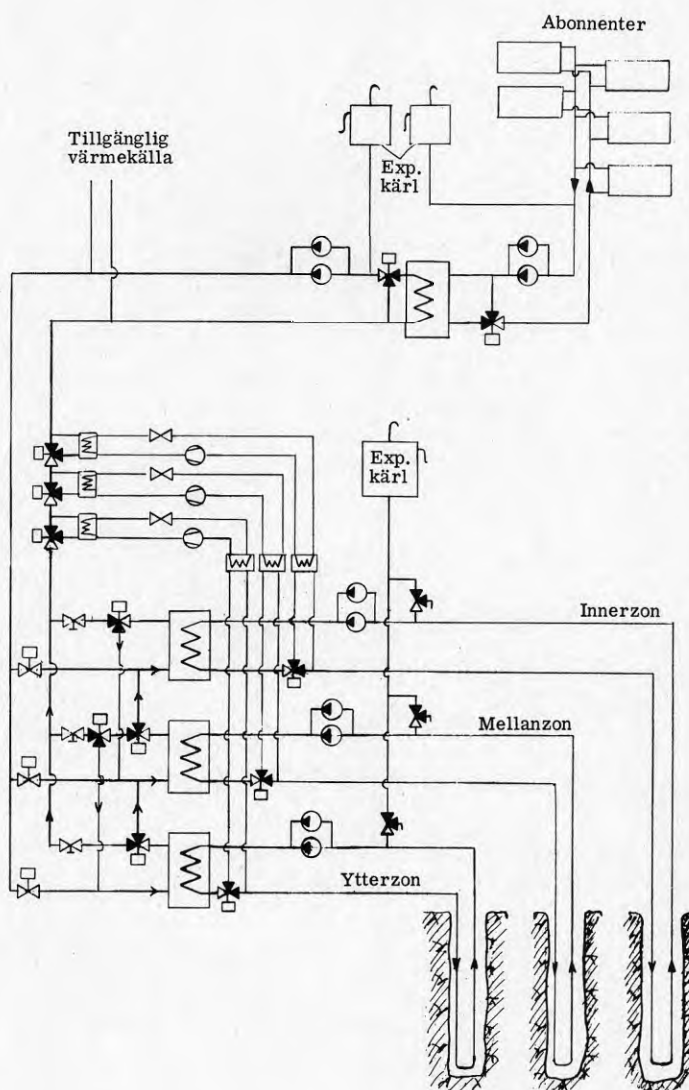 Abonnenter
Tillgänglig
värmekälla
Exp.
kärl
Exp.
kärl
Innerzon
Mellanzon
Ytterzon